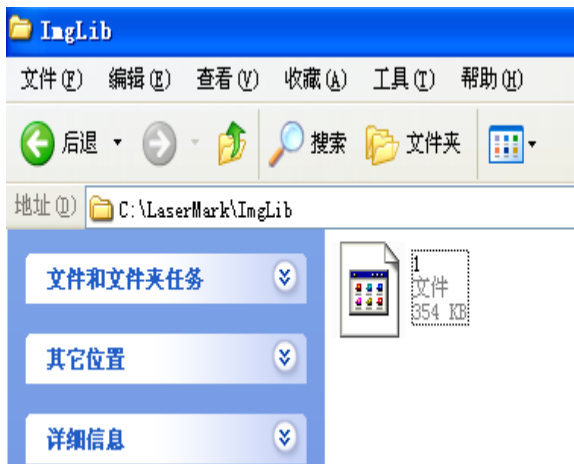 ImgLib
文件(F) 编辑(E) 查看(V) 收藏(A) 工具(T) 帮助(H)
后退 搜索 文件夹
地址(D) C:\LaserMark\ImgLib
文件和文件夹任务
其它位置
详细信息
1
文件
354 KB